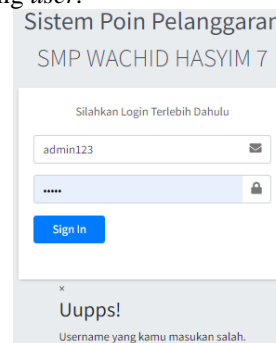 user.
Sistem Poin Pelanggaran
SMP WACHID HASYIM 7
Silahkan Login Terlebih Dahulu
admin123
•••••
Sign In
×
Uupps!
Username yang kamu masukan salah.